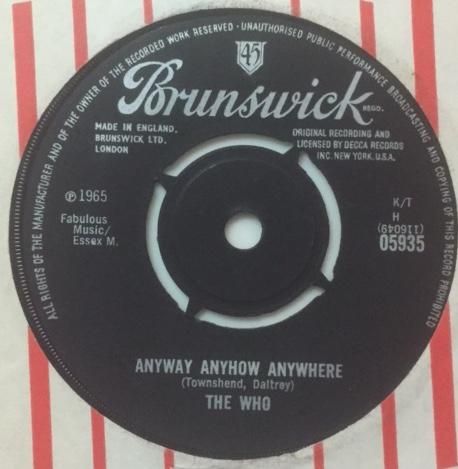 ALL RIGHTS OF THE MANUFACTURER AND OF THE OWNER OF THE RECORDED WORK RESERVED · UNAUTHORISED PUBLIC PERFORMANCE BROADCASTING AND COPYING OF THIS RECORD PROHIBITED
45
Brunswick
REGD.
MADE IN ENGLAND.
BRUNSWICK LTD.
LONDON
ORIGINAL RECORDING AND
LICENSED BY DECCA RECORDS
INC. NEW YORK. U.S.A.
℗ 1965
Fabulous
Music/
Essex M.
K/T
H
(116049)
05935
ANYWAY ANYHOW ANYWHERE
(Townshend, Daltrey)
THE WHO